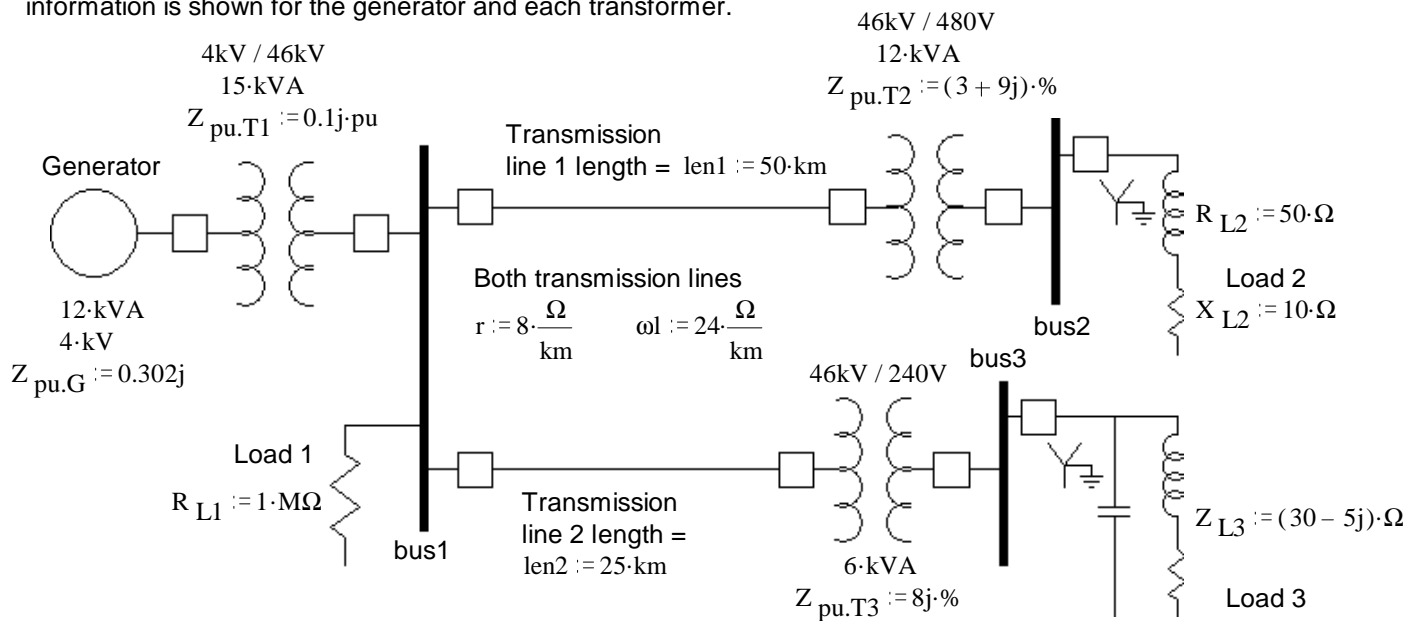 information is shown for the generator and each transformer.
4kV / 46kV
15·kVA
Z pu.T1 := 0.1j·pu
46kV / 480V
12·kVA
Z pu.T2 := (3 + 9j)·%
Generator
12·kVA
4·kV
Z pu.G := 0.302j
Transmission
line 1 length = len1 := 50·km
Both transmission lines
r := 8·Ω/km ωl := 24·Ω/km
R L2 := 50·Ω
Load 2
X L2 := 10·Ω
bus2
bus3
46kV / 240V
Load 1
R L1 := 1·MΩ
bus1
Transmission
line 2 length =
len2 := 25·km
6·kVA
Z pu.T3 := 8j·%
Z L3 := (30 – 5j)·Ω
Load 3